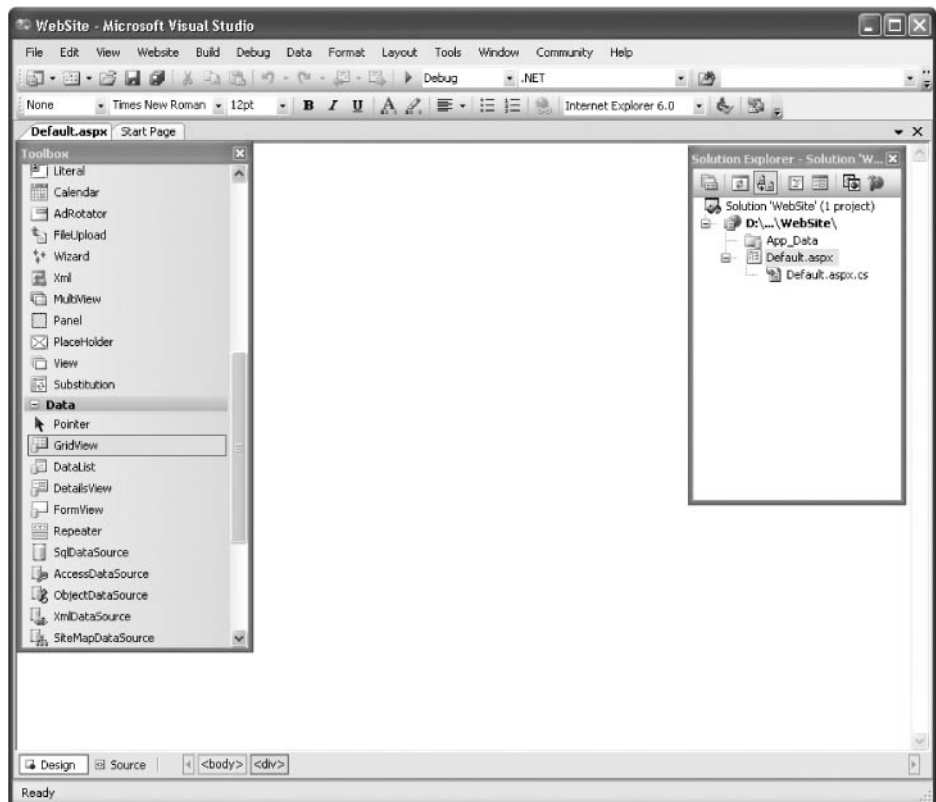 WebSite - Microsoft Visual Studio
File Edit View Website Build Debug Data Format Layout Tools Window Community Help
Debug .NET
None Times New Roman 12pt B I U A Internet Explorer 6.0
Default.aspx Start Page
Toolbox
Literal
Calendar
AdRotator
FileUpload
Wizard
Xml
MultiView
Panel
PlaceHolder
View
Substitution
Data
Pointer
GridView
DataList
DetailsView
FormView
Repeater
SqlDataSource
AccessDataSource
ObjectDataSource
XmlDataSource
SiteMapDataSource
Solution Explorer - Solution 'W...
Solution 'WebSite' (1 project)
D:\...\WebSite\
App_Data
Default.aspx
Default.aspx.cs
Design Source <body> <div>
Ready